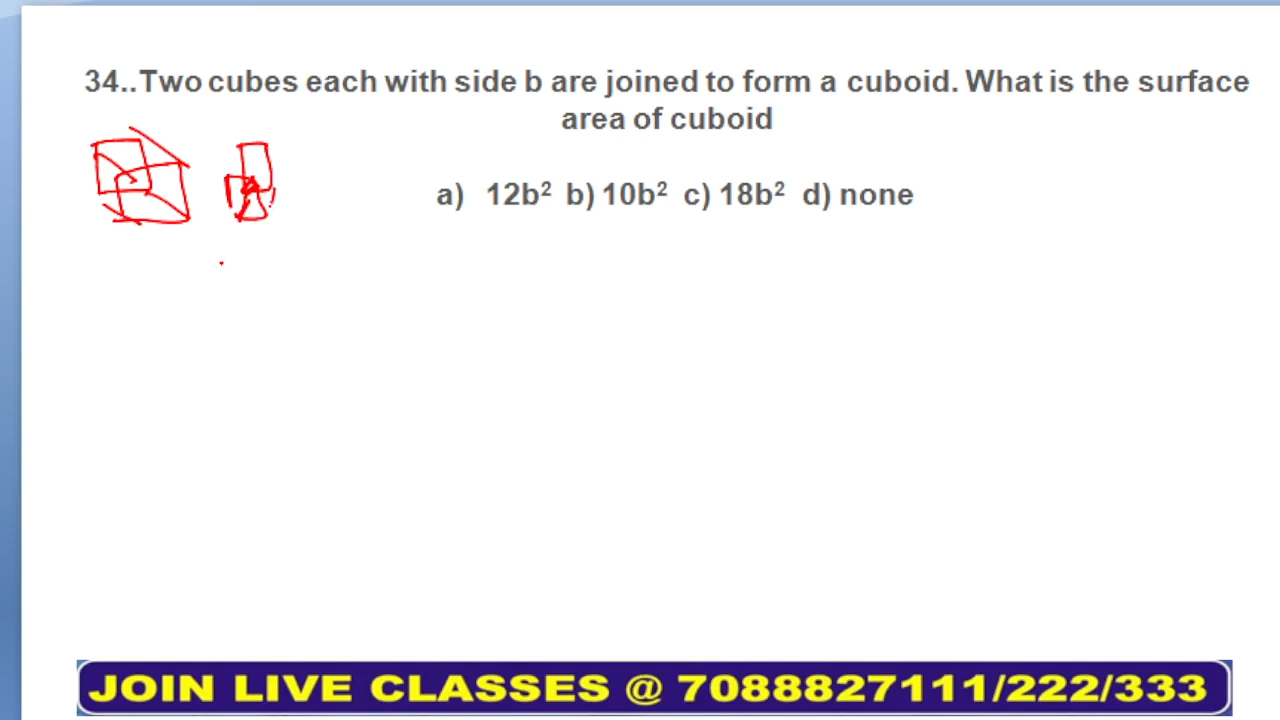 34..Two cubes each with side b are joined to form a cuboid. What is the surface
area of cuboid
a) 12b² b) 10b² c) 18b² d) none
JOIN LIVE CLASSES @ 7088827111/222/333